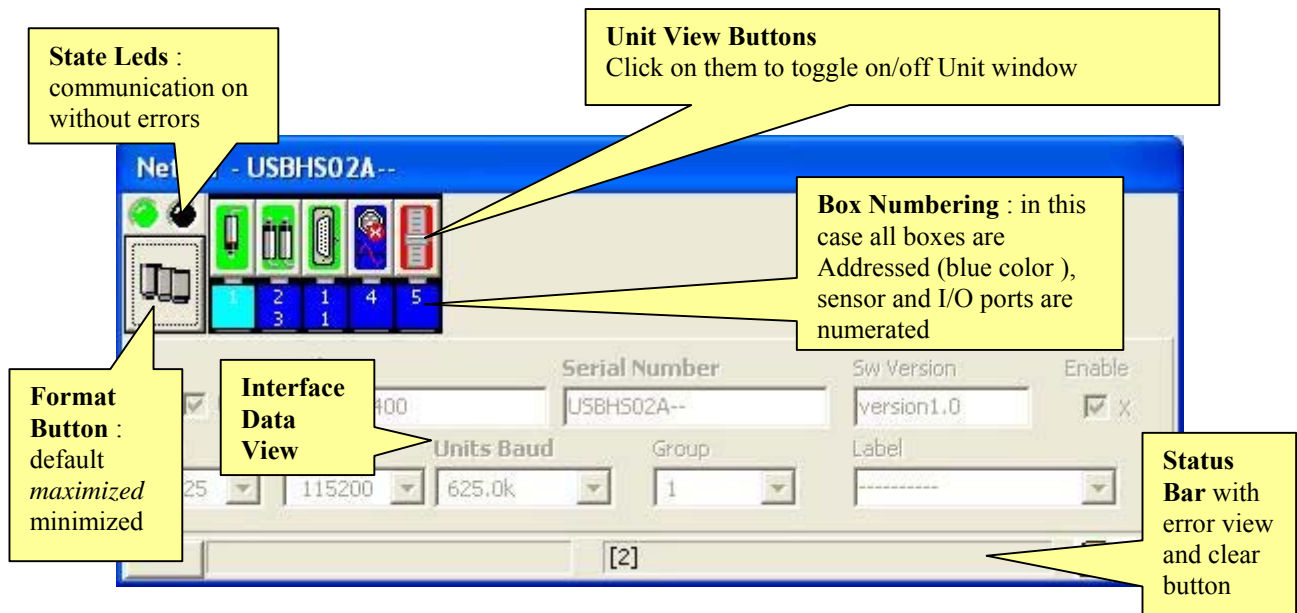 State Leds :
communication on
without errors
Unit View Buttons
Click on them to toggle on/off Unit window
Net - USBHS02A--
Box Numbering : in this
case all boxes are
Addressed (blue color ),
sensor and I/O ports are
numerated
1 2 1 4 5
3 1
Format
Button :
default
maximized
minimized
Interface
Data
View
Serial Number
Sw Version
Enable
400
USBHS02A--
version1.0
X
Units Baud
Group
Label
25
115200
625.0k
1
----------
Status
Bar with
error view
and clear
button
[2]